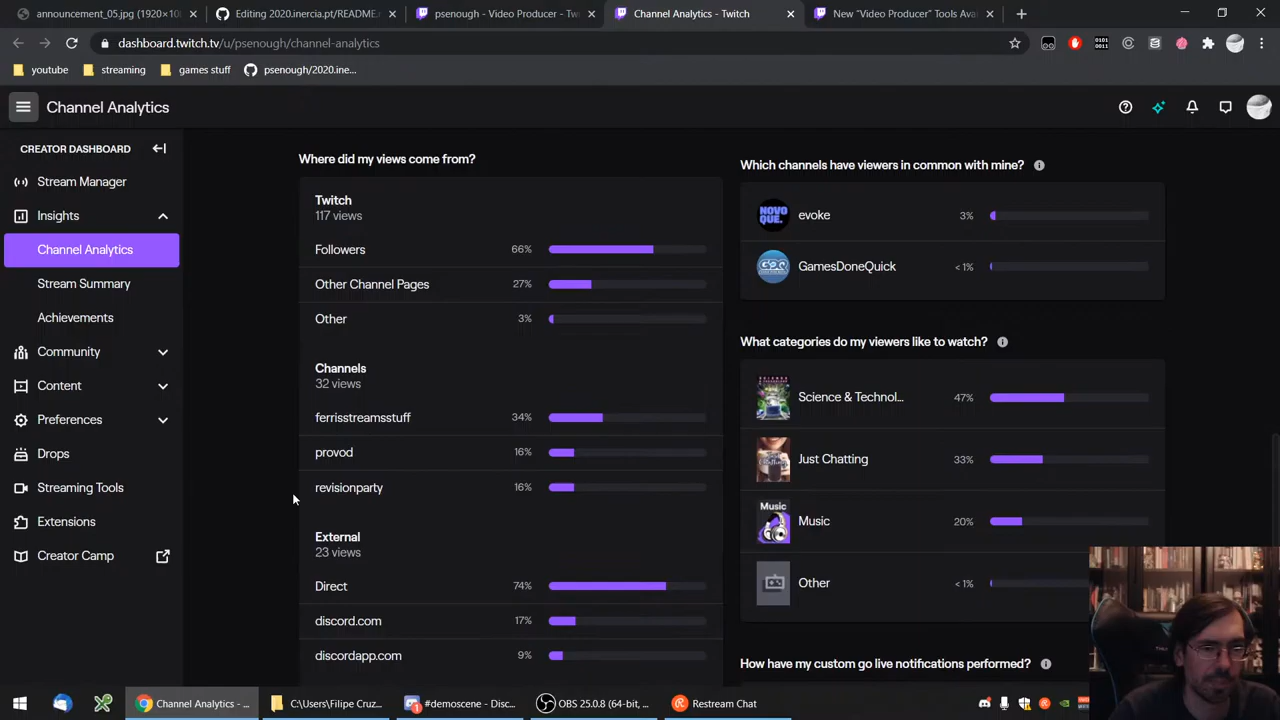 announcement_05.jpg (1920×10
Editing 2020.inercia.pt/README.
psenough - Video Producer - Tw
Channel Analytics - Twitch
New "Video Producer" Tools Ava
dashboard.twitch.tv/u/psenough/channel-analytics
youtube
streaming
games stuff
psenough/2020.ine...
Channel Analytics
CREATOR DASHBOARD
Stream Manager
Insights
Channel Analytics
Stream Summary
Achievements
Community
Content
Preferences
Drops
Streaming Tools
Extensions
Creator Camp
Where did my views come from?
Twitch
117 views
Followers 66%
Other Channel Pages 27%
Other 3%
Channels
32 views
ferrisstreamsstuff 34%
provod 16%
revisionparty 16%
External
23 views
Direct 74%
discord.com 17%
discordapp.com 9%
Which channels have viewers in common with mine?
NOVOQUE.
evoke 3%
GamesDoneQuick <1%
What categories do my viewers like to watch?
Science & Technol... 47%
Just Chatting 33%
Music
Music 20%
Other <1%
How have my custom go live notifications performed?
Channel Analytics - ...
C:\Users\Filipe Cruz...
#demoscene - Disc...
OBS 25.0.8 (64-bit, ...
Restream Chat